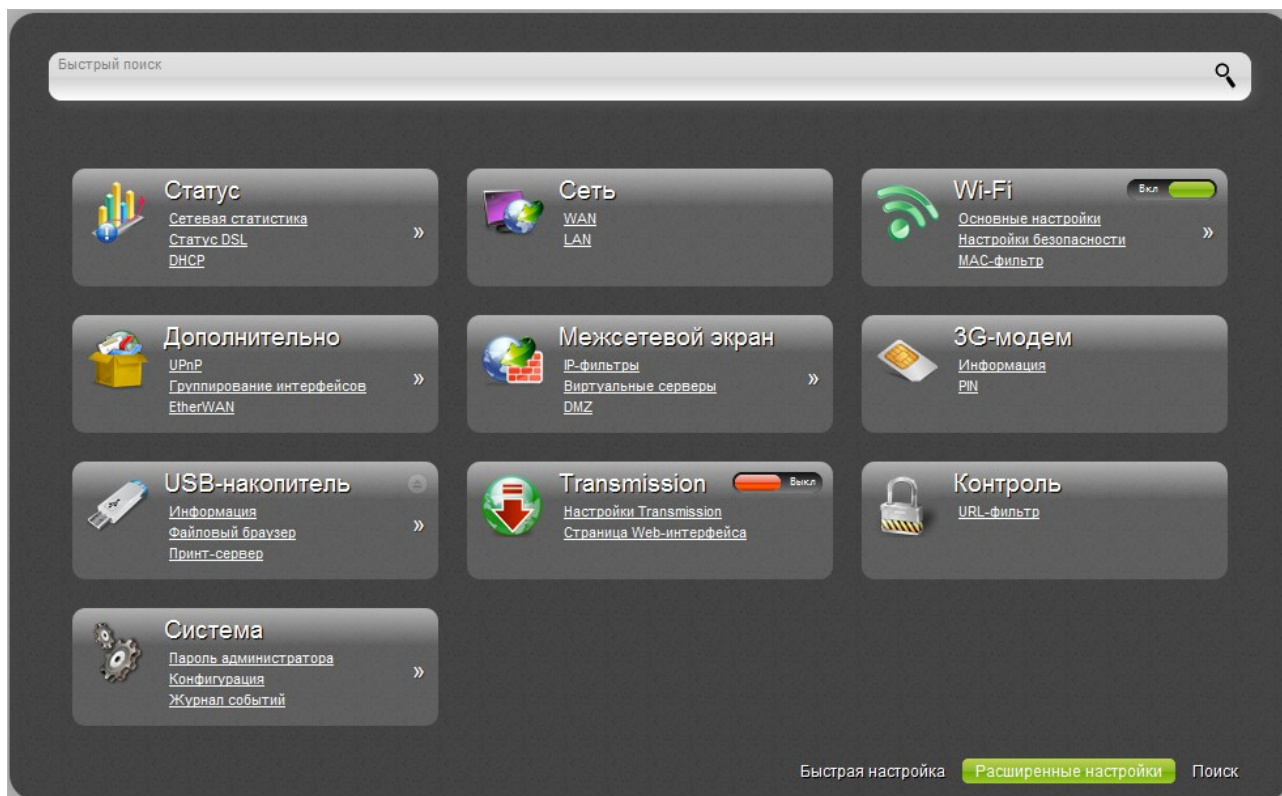 Быстрый поиск
Статус
Сетевая статистика
Статус DSL
DHCP
»
Сеть
WAN
LAN
Wi-Fi
Вкл
Основные настройки
Настройки безопасности
MAC-фильтр
»
Дополнительно
UPnP
Группирование интерфейсов
EtherWAN
»
Межсетевой экран
IP-фильтры
Виртуальные серверы
DMZ
»
3G-модем
Информация
PIN
USB-накопитель
Информация
Файловый браузер
Принт-сервер
»
Transmission
Выкл
Настройки Transmission
Страница Web-интерфейса
Контроль
URL-фильтр
Система
Пароль администратора
Конфигурация
Журнал событий
»
Быстрая настройка Расширенные настройки Поиск